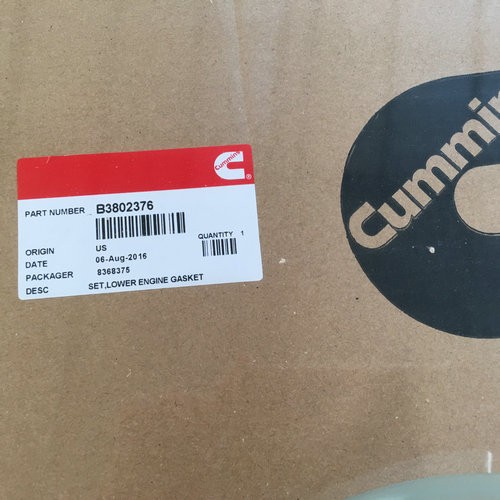 Cummins
PART NUMBER B3802376
QUANTITY 1
ORIGIN US
DATE 06-Aug-2016
PACKAGER 8368375
DESC SET,LOWER ENGINE GASKET
Cummins